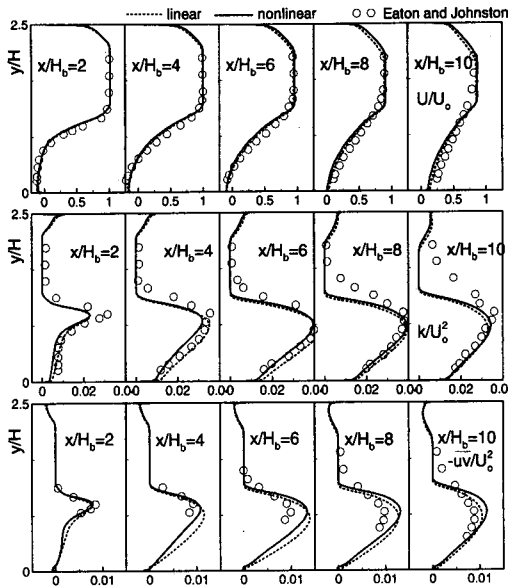 linear nonlinear Eaton and Johnston
2.5
y/H
x/H_b=2 x/H_b=4 x/H_b=6 x/H_b=8 x/H_b=10
U/U_o
0
0 0.5 1 0.5 1 0.5 1 0.5 1 0.5 1
2.5
y/H
x/H_b=2 x/H_b=4 x/H_b=6 x/H_b=8 x/H_b=10
k/U_o^2
0
0 0.02 0.00 0.02 0.00 0.02 0.00 0.02 0.00 0.02
2.5
y/H
x/H_b=2 x/H_b=4 x/H_b=6 x/H_b=8 x/H_b=10
-uv/U_o^2
0
0 0.01 0 0.01 0 0.01 0 0.01 0 0.01